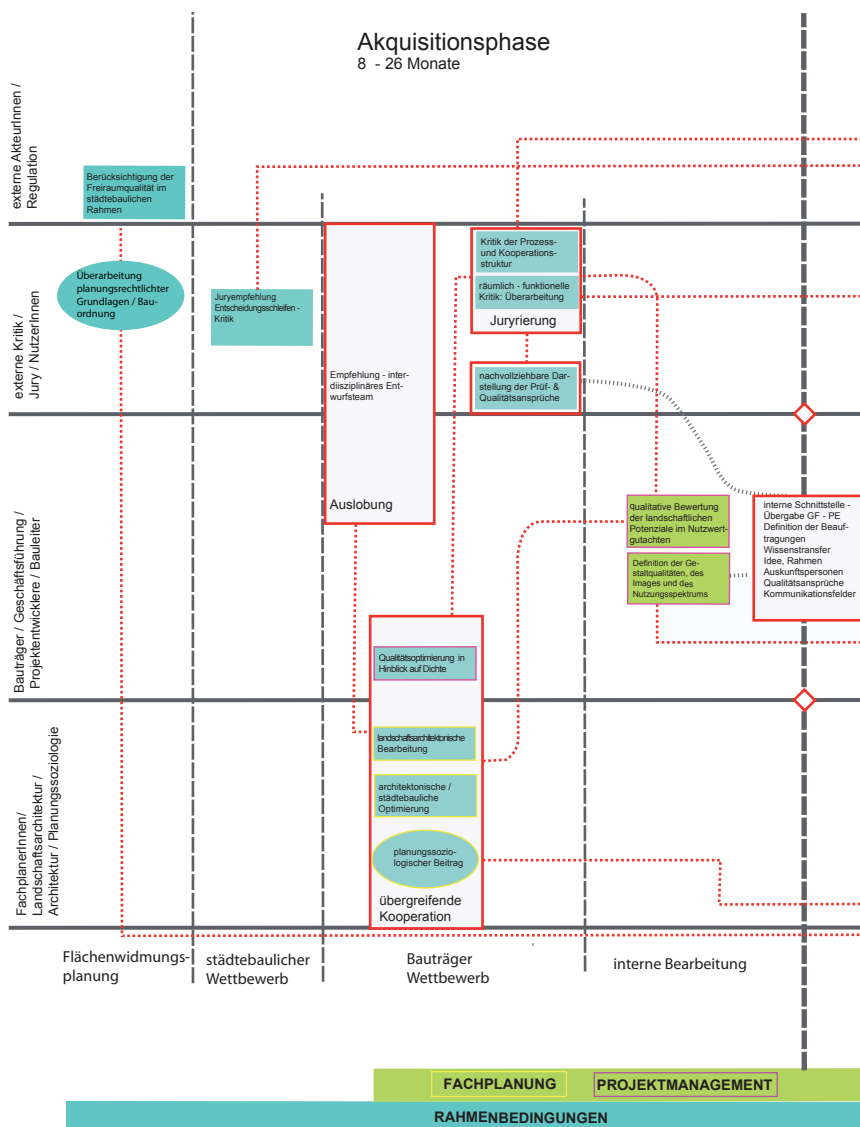 Akquisitionsphase
8 - 26 Monate
externe AkteurInnen /
Regulation
Berücksichtigung der
Freiraumqualität im
städtebaulichen
Rahmen
externe Kritik /
Jury / NutzerInnen
Überarbeitung
planungsrechtlichter
Grundlagen / Bau-
ordnung
Juryempfehlung
Entscheidungsschleifen -
Kritik
Empfehlung - inter-
diisziplinäres Ent-
wurfsteam
Auslobung
Kritik der Prozess-
und Kooperations-
struktur
räumlich - funktionelle
Kritik: Überarbeitung
Juryrierung
nachvollziehbare Dar-
stellung der Prüf- &
Qualitätsansprüche
Bauträger / Geschäftsführung /
Projektentwicklere / Bauleiter
qualitative Bewertung
der landschaftlichen
Potenziale im Nutzwert-
gutachten
Definition der Ge-
staltqualitäten, des
Images und des
Nutzungsspektrums
interne Schnittstelle -
Übergabe GF - PE
Definition der Beauf-
tragungen
Wissenstransfer
Idee, Rahmen
Auskunftspersonen
Qualitätsansprüche
Kommunikationsfelder
Qualitätsoptimierung in
Hinblick auf Dichte
FachplanerInnen/
Landschaftsarchitektur /
Architektur / Planungssoziologie
landschaftsarchitektonische
Bearbeitung
architektonische /
städtebauliche
Optimierung
planungssozio-
logischer Beitrag
übergreifende
Kooperation
Flächenwidmungs-
planung
städtebaulicher
Wettbewerb
Bauträger
Wettbewerb
interne Bearbeitung
FACHPLANUNG
PROJEKTMANAGEMENT
RAHMENBEDINGUNGEN